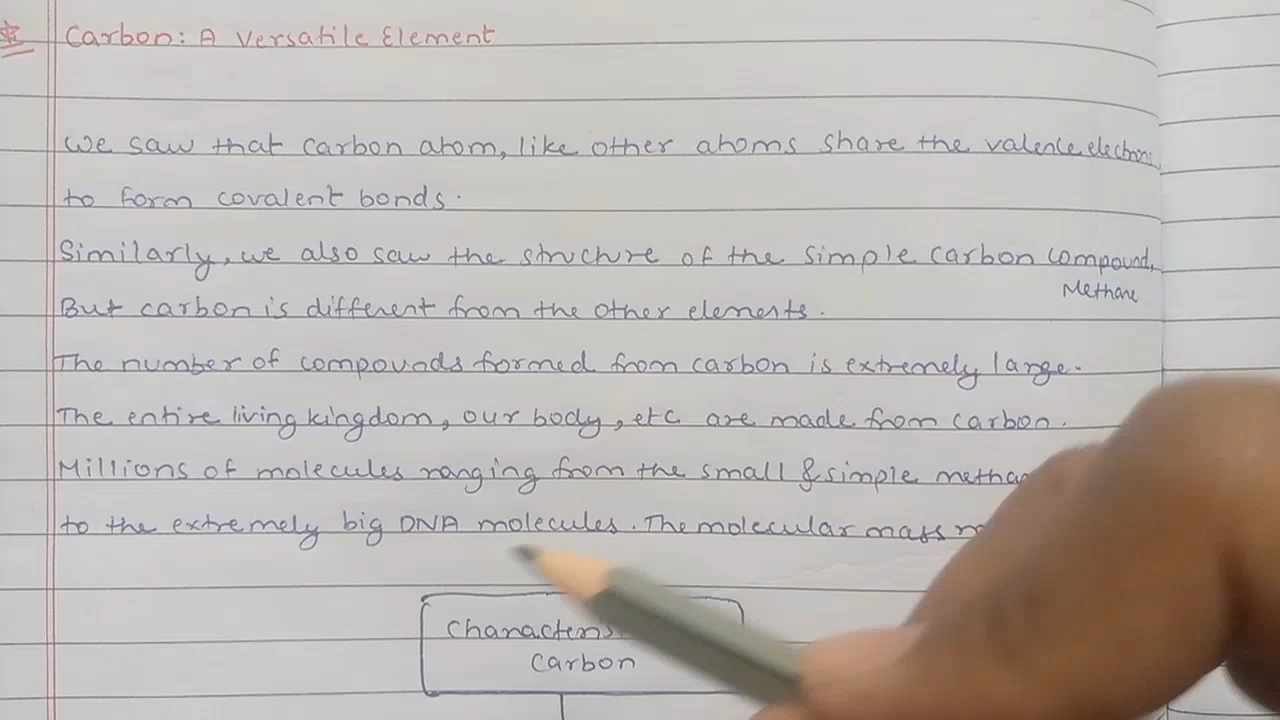 Carbon: A Versatile Element
We saw that carbon atom, like other atoms share the valence electrons
to form covalent bonds.
Similarly, we also saw the structure of the simple carbon compound,
Methane
But carbon is different from the other elements.
The number of compounds formed from carbon is extremely large.
The entire living kingdom, our body, etc are made from carbon.
Millions of molecules ranging from the small & simple
to the extremely big DNA molecules. The molecular mass
Carbon